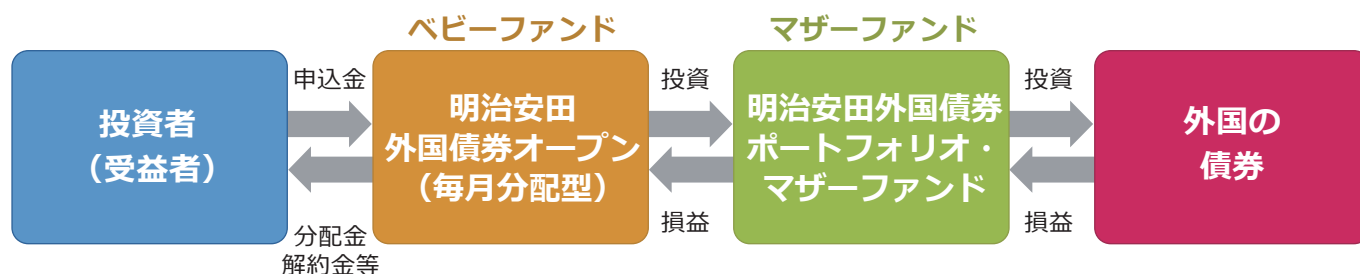 ベビーファンド
マザーファンド
投資者
（受益者）
申込金
分配金
解約金等
明治安田
外国債券オープン
（毎月分配型）
投資
損益
明治安田外国債券
ポートフォリオ・
マザーファンド
投資
損益
外国の
債券